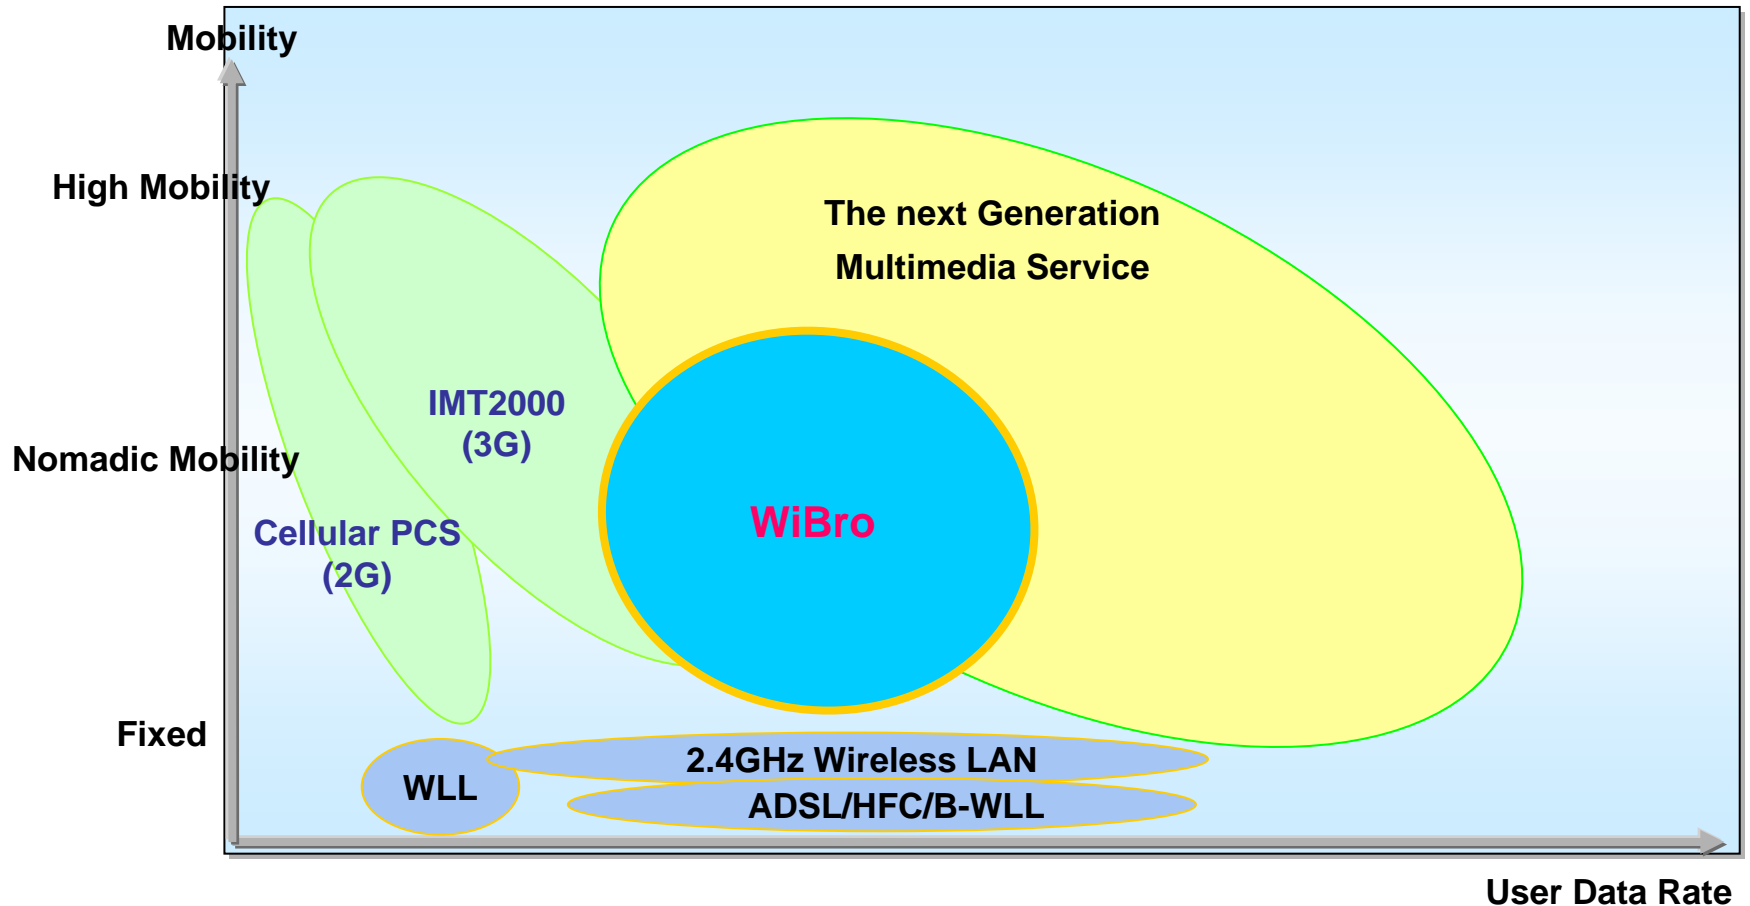 Mobility
High Mobility
The next Generation
Multimedia Service
IMT2000
(3G)
Nomadic Mobility
WiBro
Cellular PCS
(2G)
Fixed
2.4GHz Wireless LAN
WLL
ADSL/HFC/B-WLL
User Data Rate